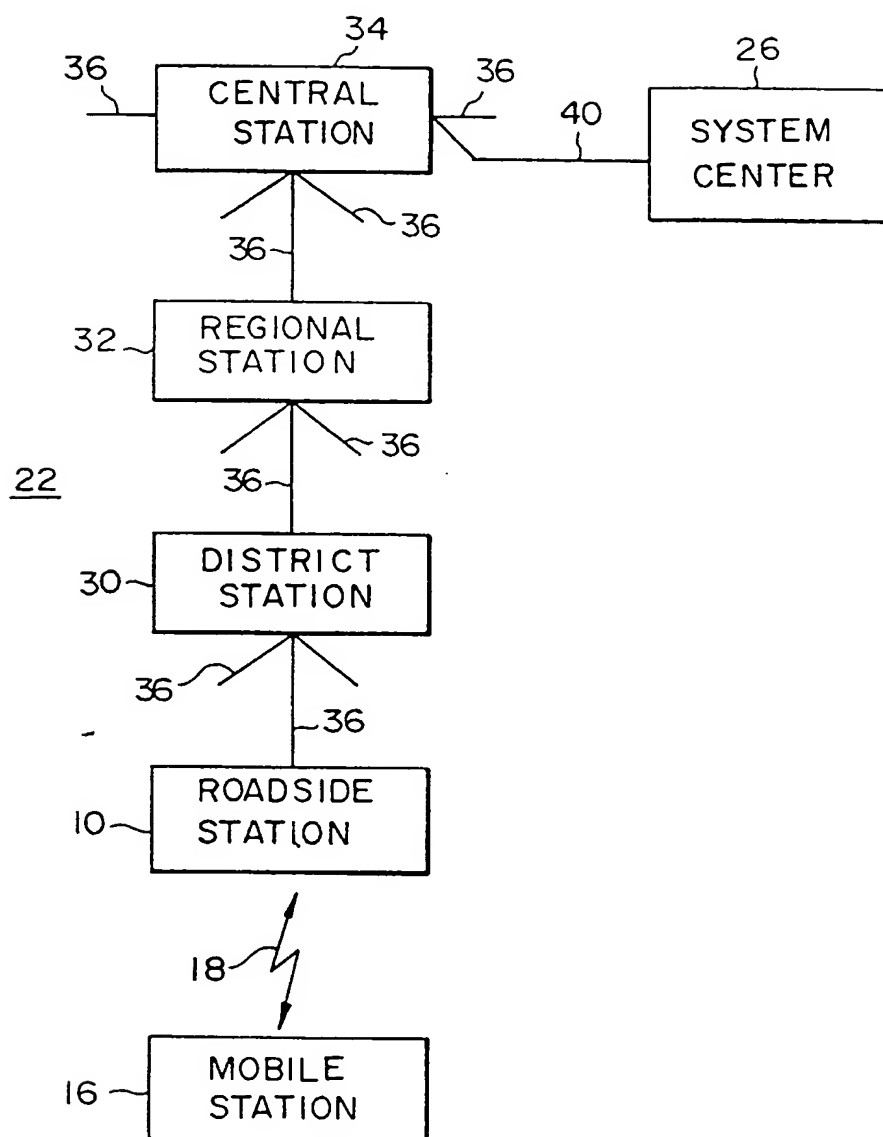 34
36
CENTRAL
STATION
36
26
SYSTEM
CENTER
40
36
36
REGIONAL
STATION
32
36
36
22
DISTRICT
STATION
30
36
36
ROADSIDE
STATION
10
18
MOBILE
STATION
16